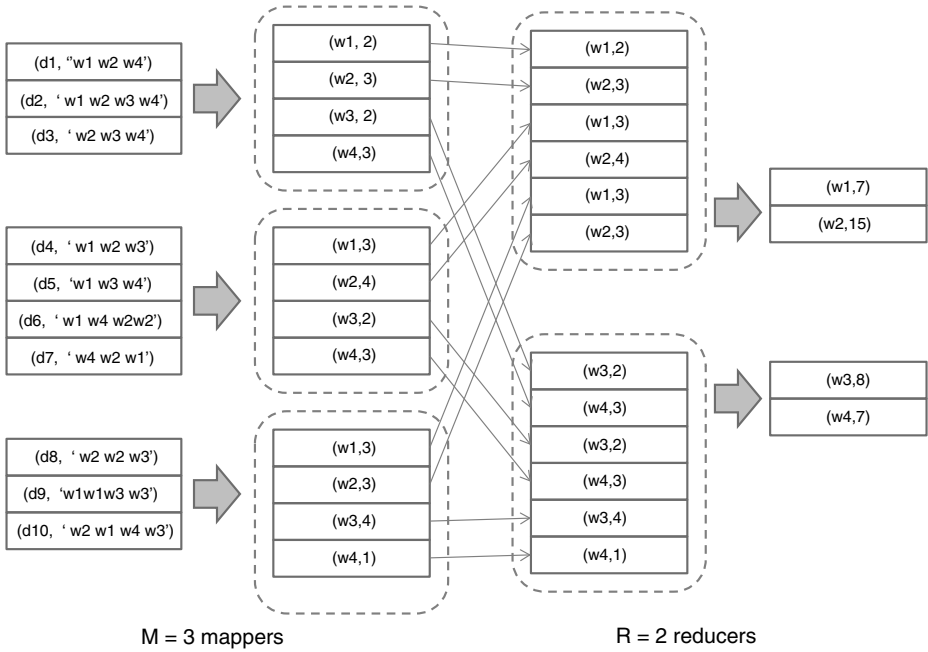 (d1, “w1 w2 w4’)
(d2, ‘ w1 w2 w3 w4’)
(d3, ‘ w2 w3 w4’)
(d4, ‘ w1 w2 w3’)
(d5, ‘w1 w3 w4’)
(d6, ‘ w1 w4 w2w2’)
(d7, ‘ w4 w2 w1’)
(d8, ‘ w2 w2 w3’)
(d9, ‘w1w1w3 w3’)
(d10, ‘ w2 w1 w4 w3’)
(w1, 2)
(w2, 3)
(w3, 2)
(w4,3)
(w1,3)
(w2,4)
(w3,2)
(w4,3)
(w1,3)
(w2,3)
(w3,4)
(w4,1)
M = 3 mappers
(w1,2)
(w2,3)
(w1,3)
(w2,4)
(w1,3)
(w2,3)
(w3,2)
(w4,3)
(w3,2)
(w4,3)
(w3,4)
(w4,1)
R = 2 reducers
(w1,7)
(w2,15)
(w3,8)
(w4,7)